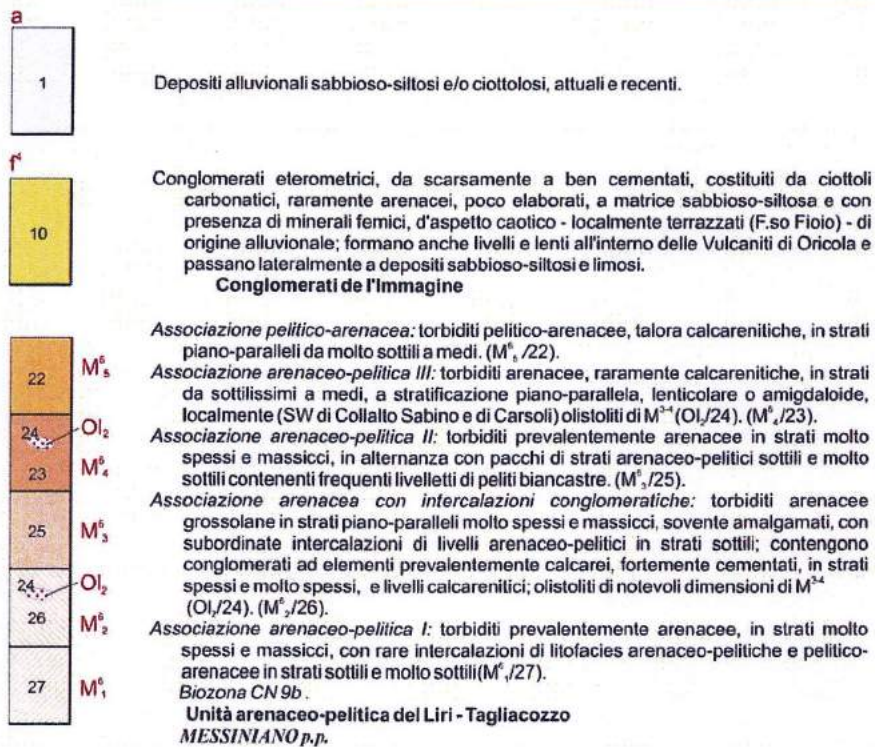 a
1
Depositi alluvionali sabbioso-siltosi e/o ciottolosi, attuali e recenti.
f⁴
10
Conglomerati eterometrici, da scarsamente a ben cementati, costituiti da ciottoli
carbonatici, raramente arenacei, poco elaborati, a matrice sabbioso-siltosa e con
presenza di minerali femici, d'aspetto caotico - localmente terrazzati (F.so Fioio) - di
origine alluvionale; formano anche livelli e lenti all'interno delle Vulcaniti di Oricola e
passano lateralmente a depositi sabbioso-siltosi e limosi.
Conglomerati de l'Immagine
22
M⁶₅
24
Ol₂
23
M⁶₄
25
M⁶₃
24
Ol₂
26
M⁶₂
27
M⁶₁
Associazione pelitico-arenacea: torbiditi pelitico-arenacee, talora calcarenitiche, in strati
piano-paralleli da molto sottili a medi. (M⁶₅/22).
Associazione arenaceo-pelitica III: torbiditi arenacee, raramente calcarenitiche, in strati
da sottilissimi a medi, a stratificazione piano-parallela, lenticolare o amigdaloide,
localmente (SW di Collalto Sabino e di Carsoli) olistoliti di M³⁻⁴ (Ol₂/24). (M⁶₄/23).
Associazione arenaceo-pelitica II: torbiditi prevalentemente arenacee in strati molto
spessi e massicci, in alternanza con pacchi di strati arenaceo-pelitici sottili e molto
sottili contenenti frequenti livelletti di peliti biancastre. (M⁶₃/25).
Associazione arenacea con intercalazioni conglomeratiche: torbiditi arenacee
grossolane in strati piano-paralleli molto spessi e massicci, sovente amalgamati, con
subordinate intercalazioni di livelli arenaceo-pelitici in strati sottili; contengono
conglomerati ad elementi prevalentemente calcarei, fortemente cementati, in strati
spessi e molto spessi, e livelli calcarenitici; olistoliti di notevoli dimensioni di M³⁻⁴
(Ol₂/24). (M⁶₂/26).
Associazione arenaceo-pelitica I: torbiditi prevalentemente arenacee, in strati molto
spessi e massicci, con rare intercalazioni di litofacies arenaceo-pelitiche e pelitico-
arenacee in strati sottili e molto sottili(M⁶₁/27).
Biozona CN 9b .
Unità arenaceo-pelitica del Liri - Tagliacozzo
MESSINIANO p.p.